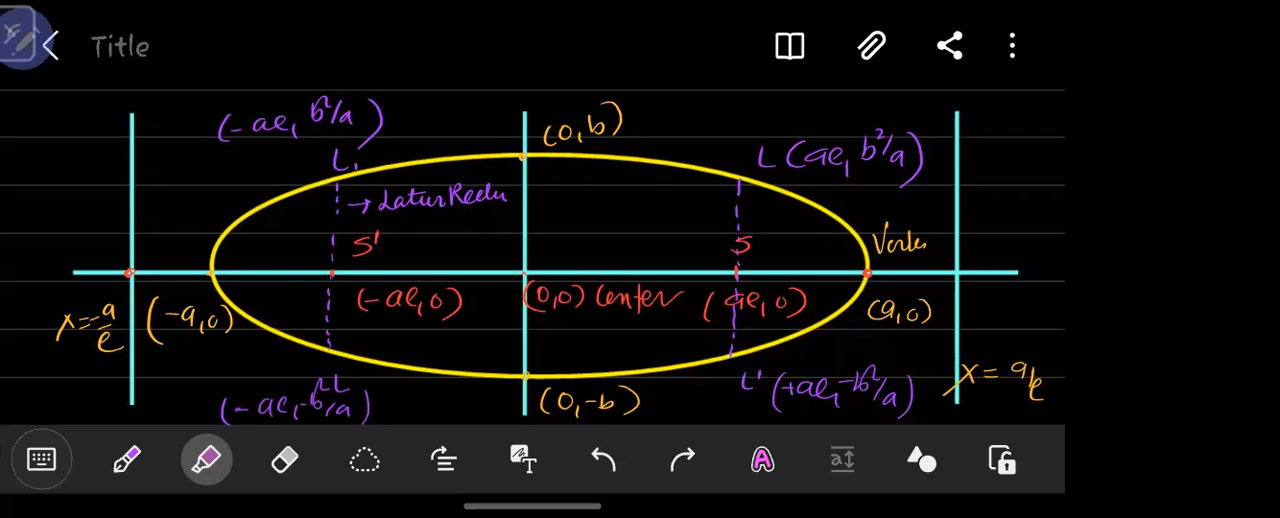 Title
(-ae, b²/a)
(0,b)
L₁
L (ae, b²/a)
→ Latus Rectu
S'
S
Vertex
(-ae,0)
(0,0) Center
(ae,0)
x=-a/e
(-a,0)
(a,0)
L' (+ae,-b²/a)
x = a/e
(-ae,-b²/a)
(0,-b)